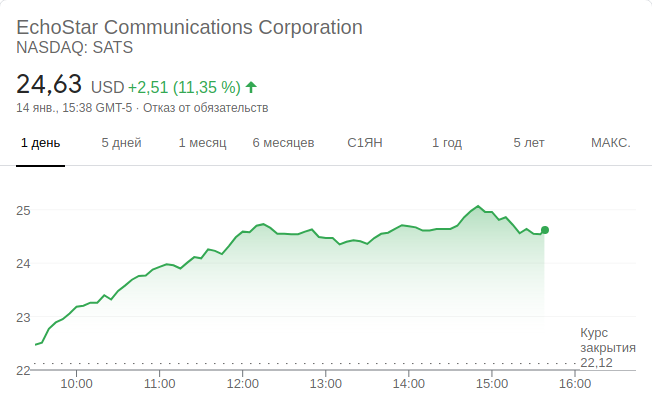 EchoStar Communications Corporation
NASDAQ: SATS
24,63 USD +2,51 (11,35 %)
14 янв., 15:38 GMT-5 · Отказ от обязательств
1 день 5 дней 1 месяц 6 месяцев С1ЯН 1 год 5 лет МАКС.
25
24
23
Курс
закрытия
22,12
22
10:00 11:00 12:00 13:00 14:00 15:00 16:00